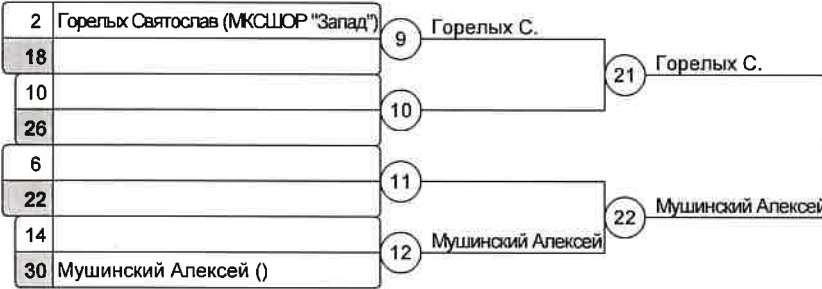 2 Горелых Святослав (МКСШОР "Запад")
9 Горелых С.
18
21 Горелых С.
10
10
26
6
11
22
22 Мушинский Алексей
14
12 Мушинский Алексей
30 Мушинский Алексей ()